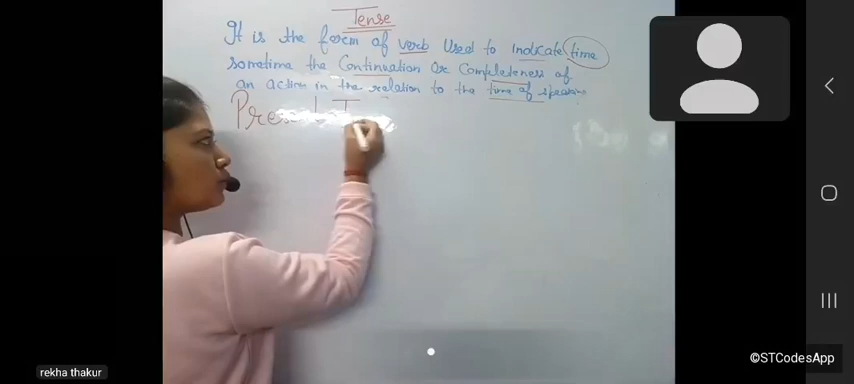 Tense
It is the form of verb used to indicate time
sometime the Continuation or Completeness of
an action in the relation to the time of speaking
Present T
rekha thakur
©STCodesApp